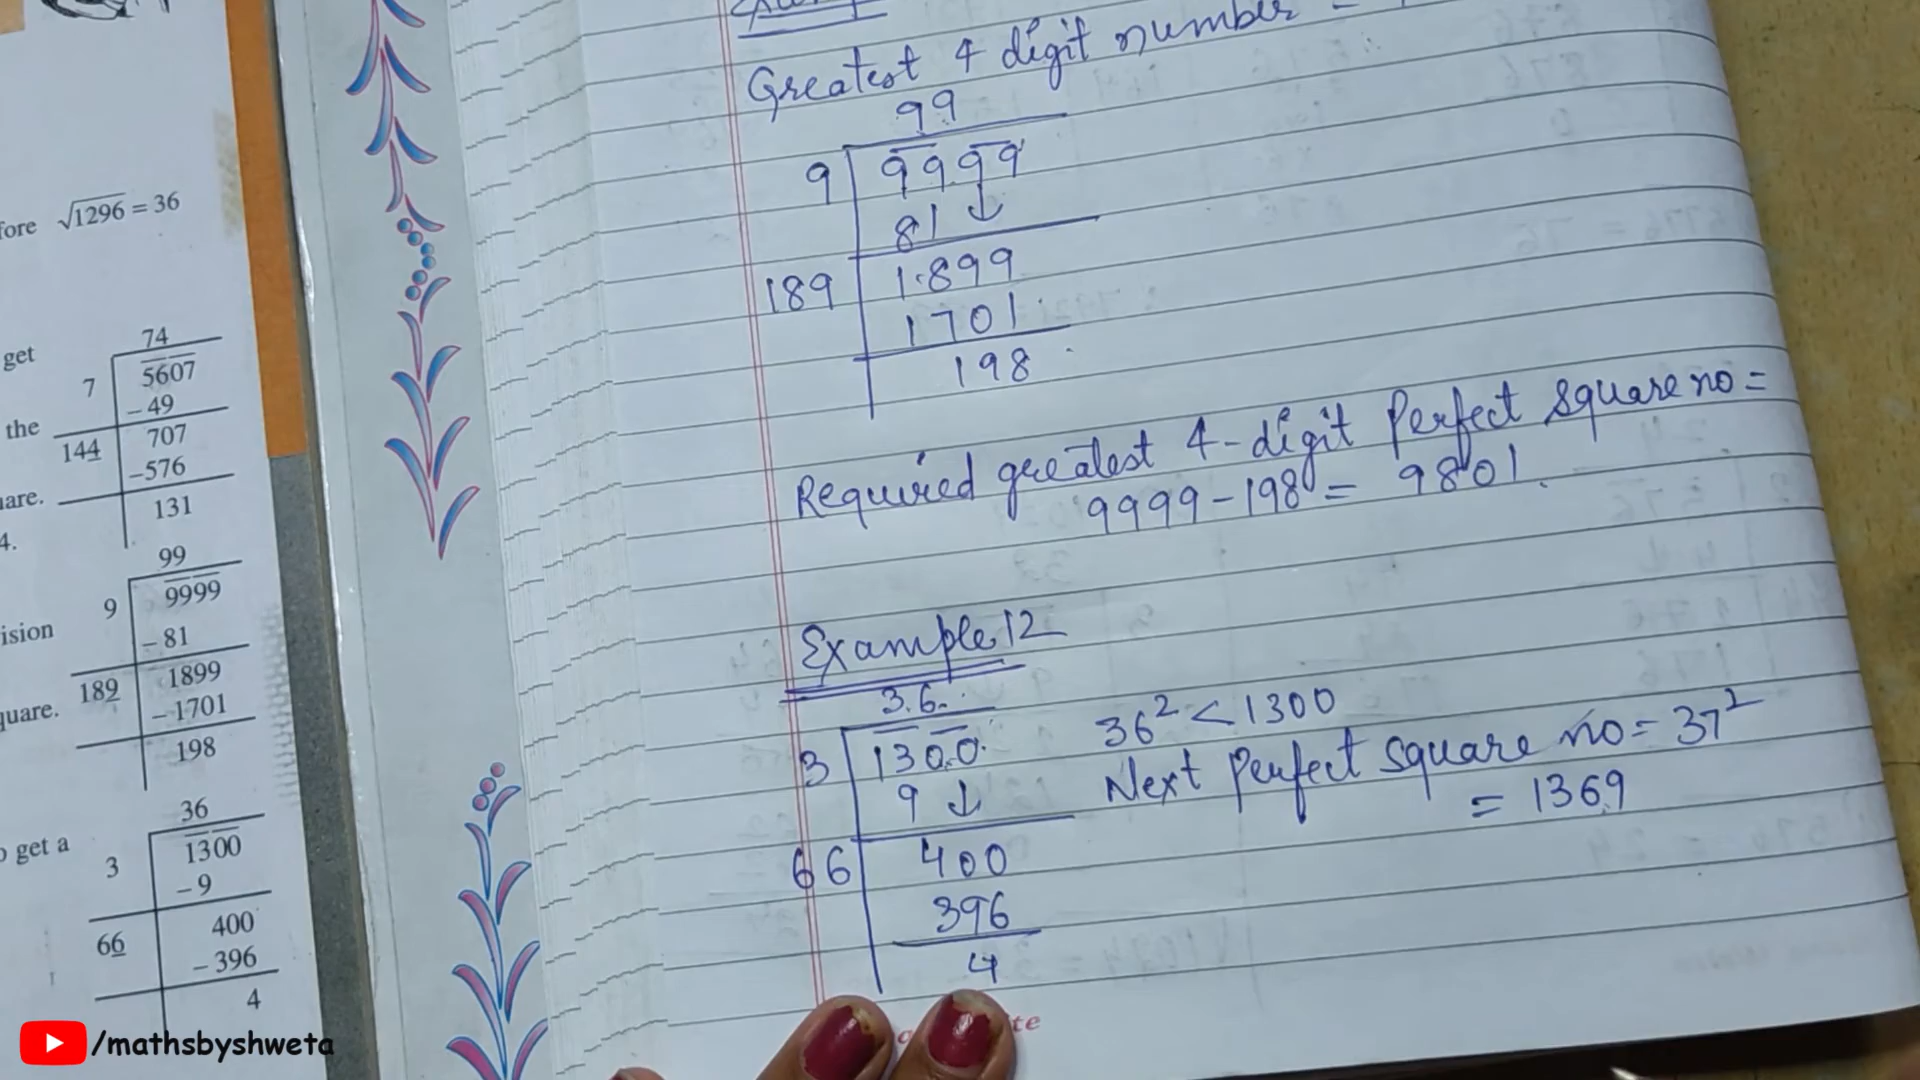 fore √1296 = 36
get
74
7 5607
the
-49
144 707
are.
-576
131
4.
99
9 9999
ision
-81
189 1899
quare.
-1701
198
36
get a
3 1300
-9
66 400
-396
4
Greatest 4 digit number =
99
9 9999
81 ↓
189 1899
1701
198
Required greatest 4-digit Perfect Square no =
9999-198 = 9801.
Example 12
36
3 1300
9 ↓
66 400
396
4
36² < 1300
Next Perfect square no = 37²
= 1369
te
/mathsbyshweta